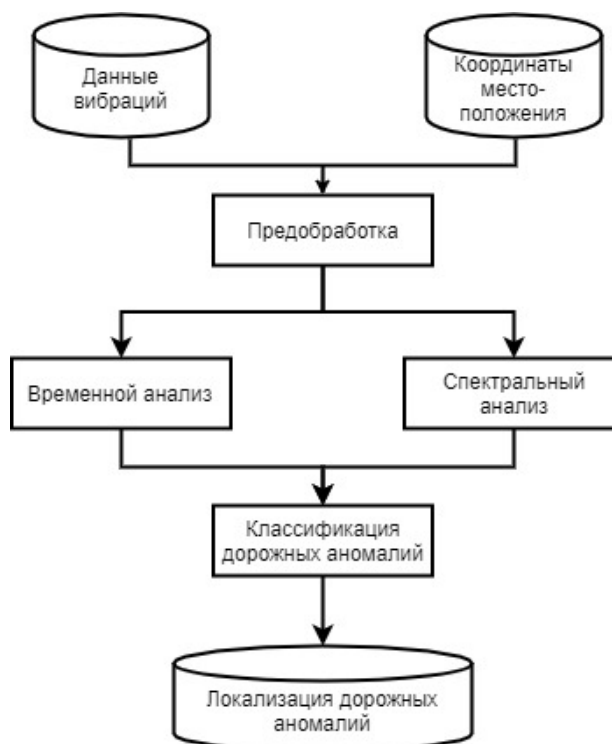 Данные
вибраций
Координаты
место-
положения
Предобработка
Временной анализ
Спектральный
анализ
Классификация
дорожных аномалий
Локализация дорожных
аномалий